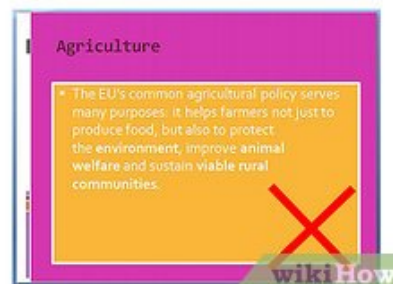 Agriculture
• The EU's common agricultural policy serves
many purposes: it helps farmers not just to
produce food, but also to protect
the environment, improve animal
welfare and sustain viable rural
communities.
wikiHow